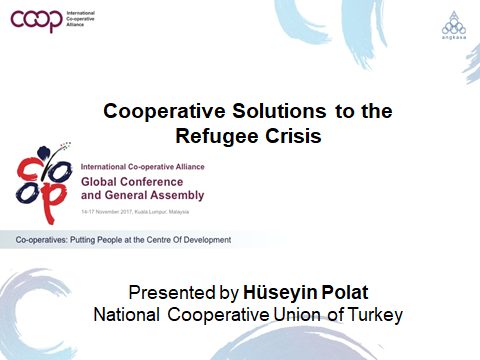 coop
International
Co-operative
Alliance
angkasa
Cooperative Solutions to the
Refugee Crisis
coop
International Co-operative Alliance
Global Conference
and General Assembly
14-17 November 2017, Kuala Lumpur, Malaysia
Co-operatives: Putting People at the Centre Of Development
Presented by Hüseyin Polat
National Cooperative Union of Turkey